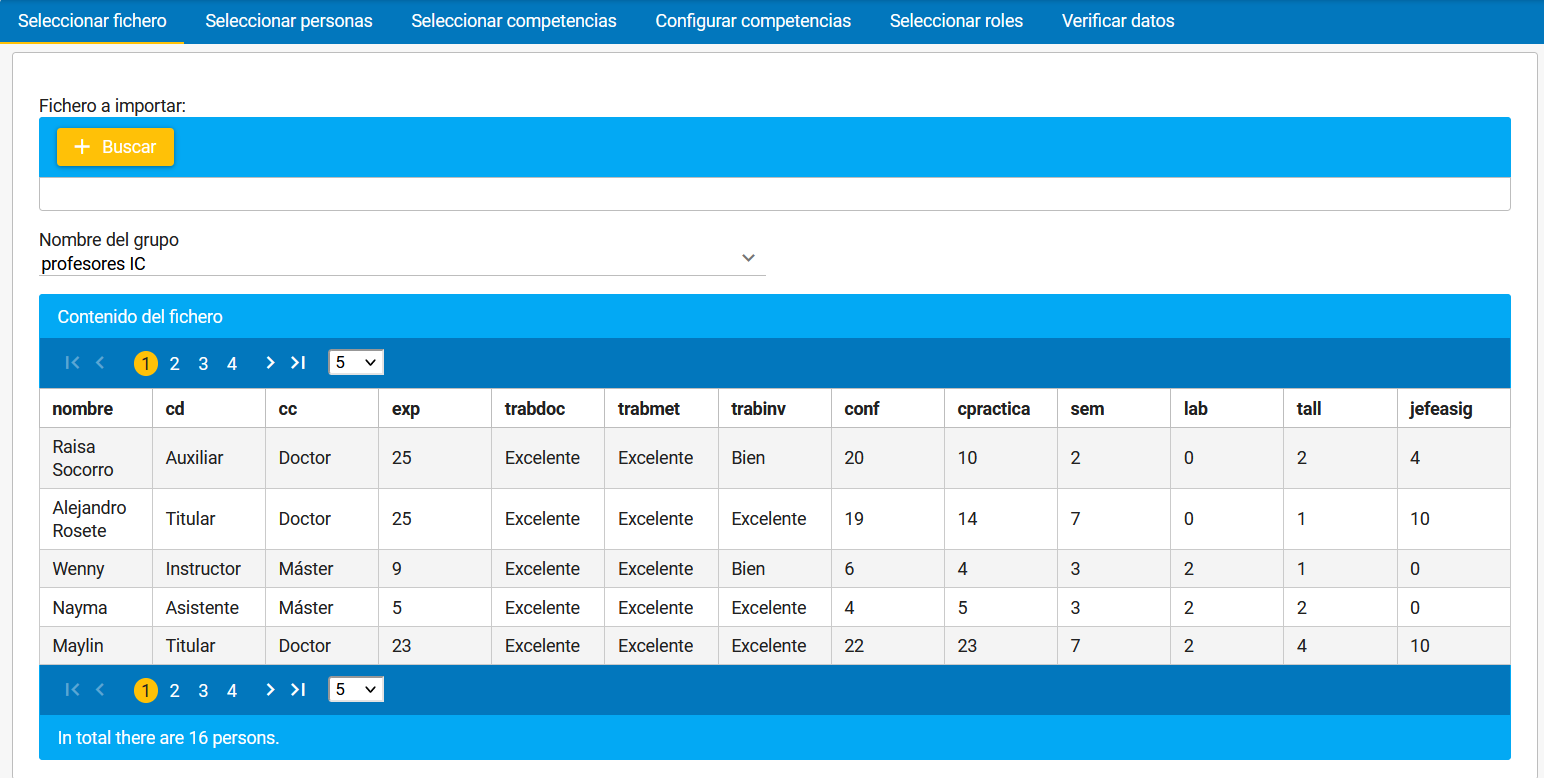 Seleccionar fichero Seleccionar personas Seleccionar competencias Configurar competencias Seleccionar roles Verificar datos
Fichero a importar:
+ Buscar
Nombre del grupo
profesores IC
Contenido del fichero
1 2 3 4 5
nombre cd cc exp trabdoc trabmet trabinv conf cpractica sem lab tall jefeasig
Raisa Socorro Auxiliar Doctor 25 Excelente Excelente Bien 20 10 2 0 2 4
Alejandro Rosete Titular Doctor 25 Excelente Excelente Excelente 19 14 7 0 1 10
Wenny Instructor Máster 9 Excelente Excelente Bien 6 4 3 2 1 0
Nayma Asistente Máster 5 Excelente Excelente Excelente 4 5 3 2 2 0
Maylin Titular Doctor 23 Excelente Excelente Excelente 22 23 7 2 4 10
1 2 3 4 5
In total there are 16 persons.